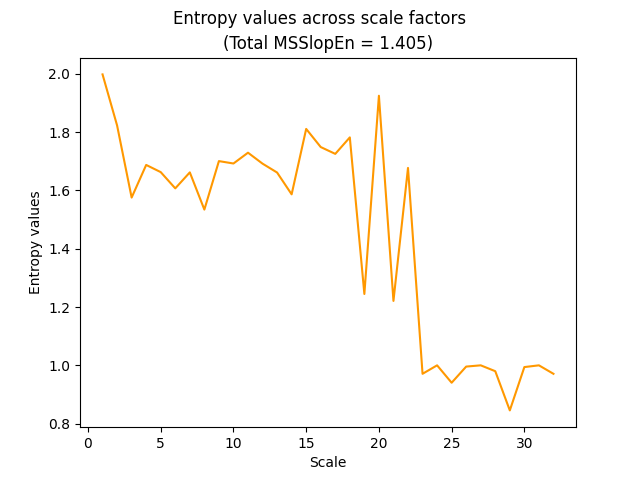 Entropy values across scale factors
(Total MSSlopEn = 1.405)
2.0
1.8
1.6
1.4
1.2
1.0
0.8
Entropy values
0 5 10 15 20 25 30
Scale